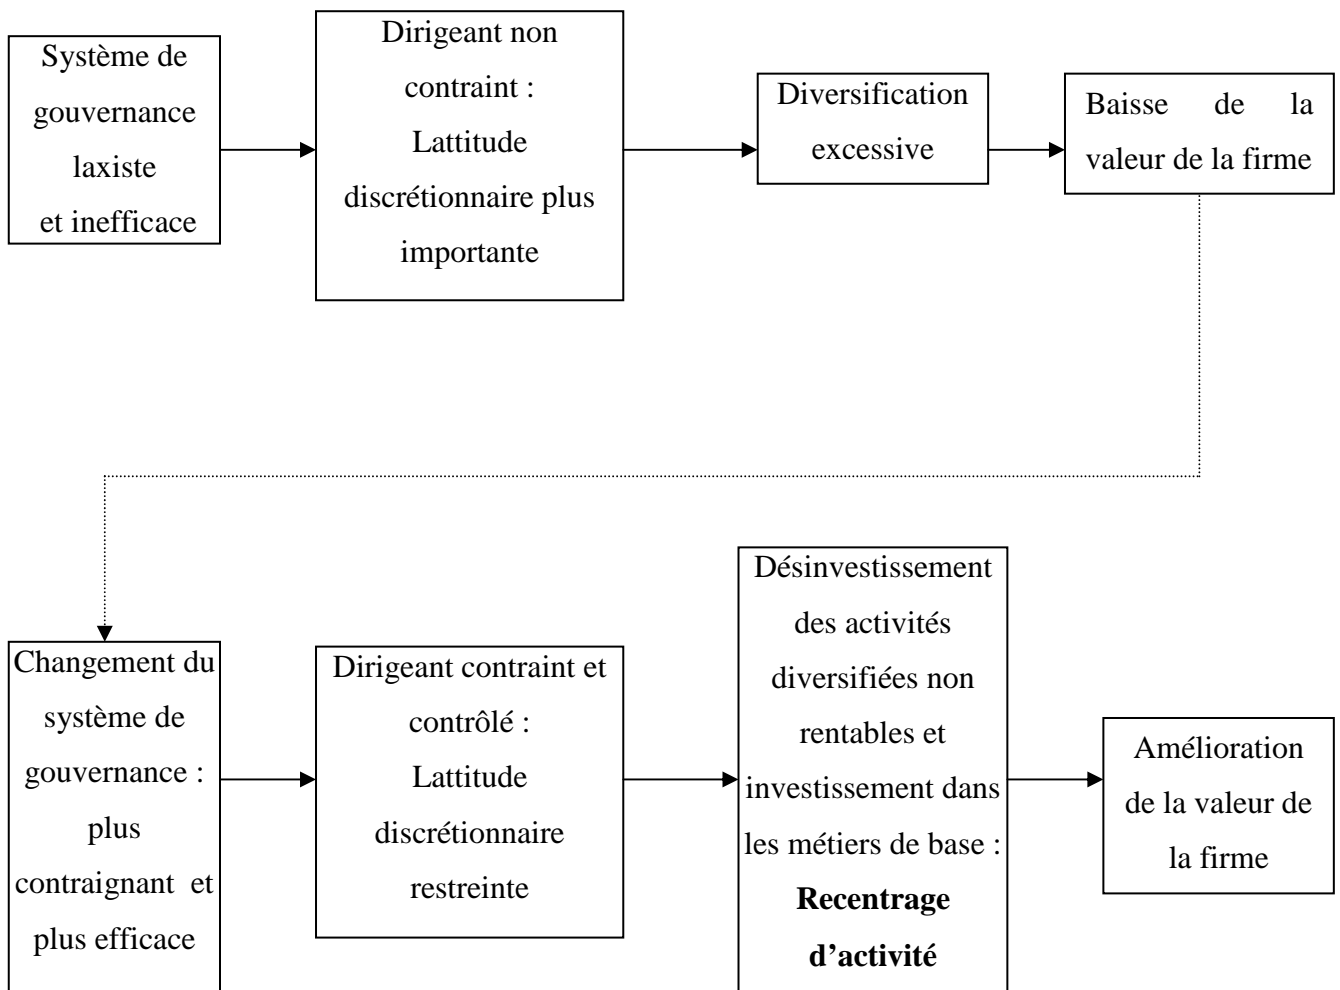 Système de
gouvernance
laxiste
et inefficace
Dirigeant non
contraint :
Lattitude
discrétionnaire plus
importante
Diversification
excessive
Baisse de la
valeur de la firme
Changement du
système de
gouvernance :
plus
contraignant et
plus efficace
Dirigeant contraint et
contrôlé :
Lattitude
discrétionnaire
restreinte
Désinvestissement
des activités
diversifiées non
rentables et
investissement dans
les métiers de base :
Recentrage
d’activité
Amélioration
de la valeur de
la firme